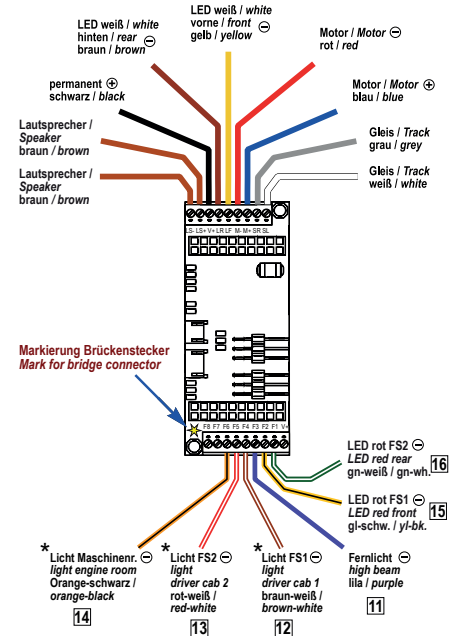 LED weiß / white
hinten / rear ⊖
braun / brown
LED weiß / white
vorne / front ⊖
gelb / yellow
Motor / Motor ⊖
rot / red
permanent ⊕
schwarz / black
Motor / Motor ⊕
blau / blue
Lautsprecher /
Speaker
braun / brown
Gleis / Track
grau / grey
Lautsprecher /
Speaker
braun / brown
Gleis / Track
weiß / white
LS- LS+ V+ LR LF M- M+ SR SL
Markierung Brückenstecker
Mark for bridge connector
F8 F7 F6 F5 F4 F3 F2 F1 V+
LED rot FS2 ⊖
LED red rear
gn-weiß / gn-wh. 16
LED rot FS1 ⊖
LED red front 15
gl-schw. / yl-bk.
* Licht Maschinenr. ⊖
light engine room
Orange-schwarz /
orange-black
14
* Licht FS2 ⊖
light
driver cab 2
rot-weiß /
red-white
13
* Licht FS1 ⊖
light
driver cab 1
braun-weiß /
brown-white
12
Fernlicht ⊖
high beam
lila / purple
11